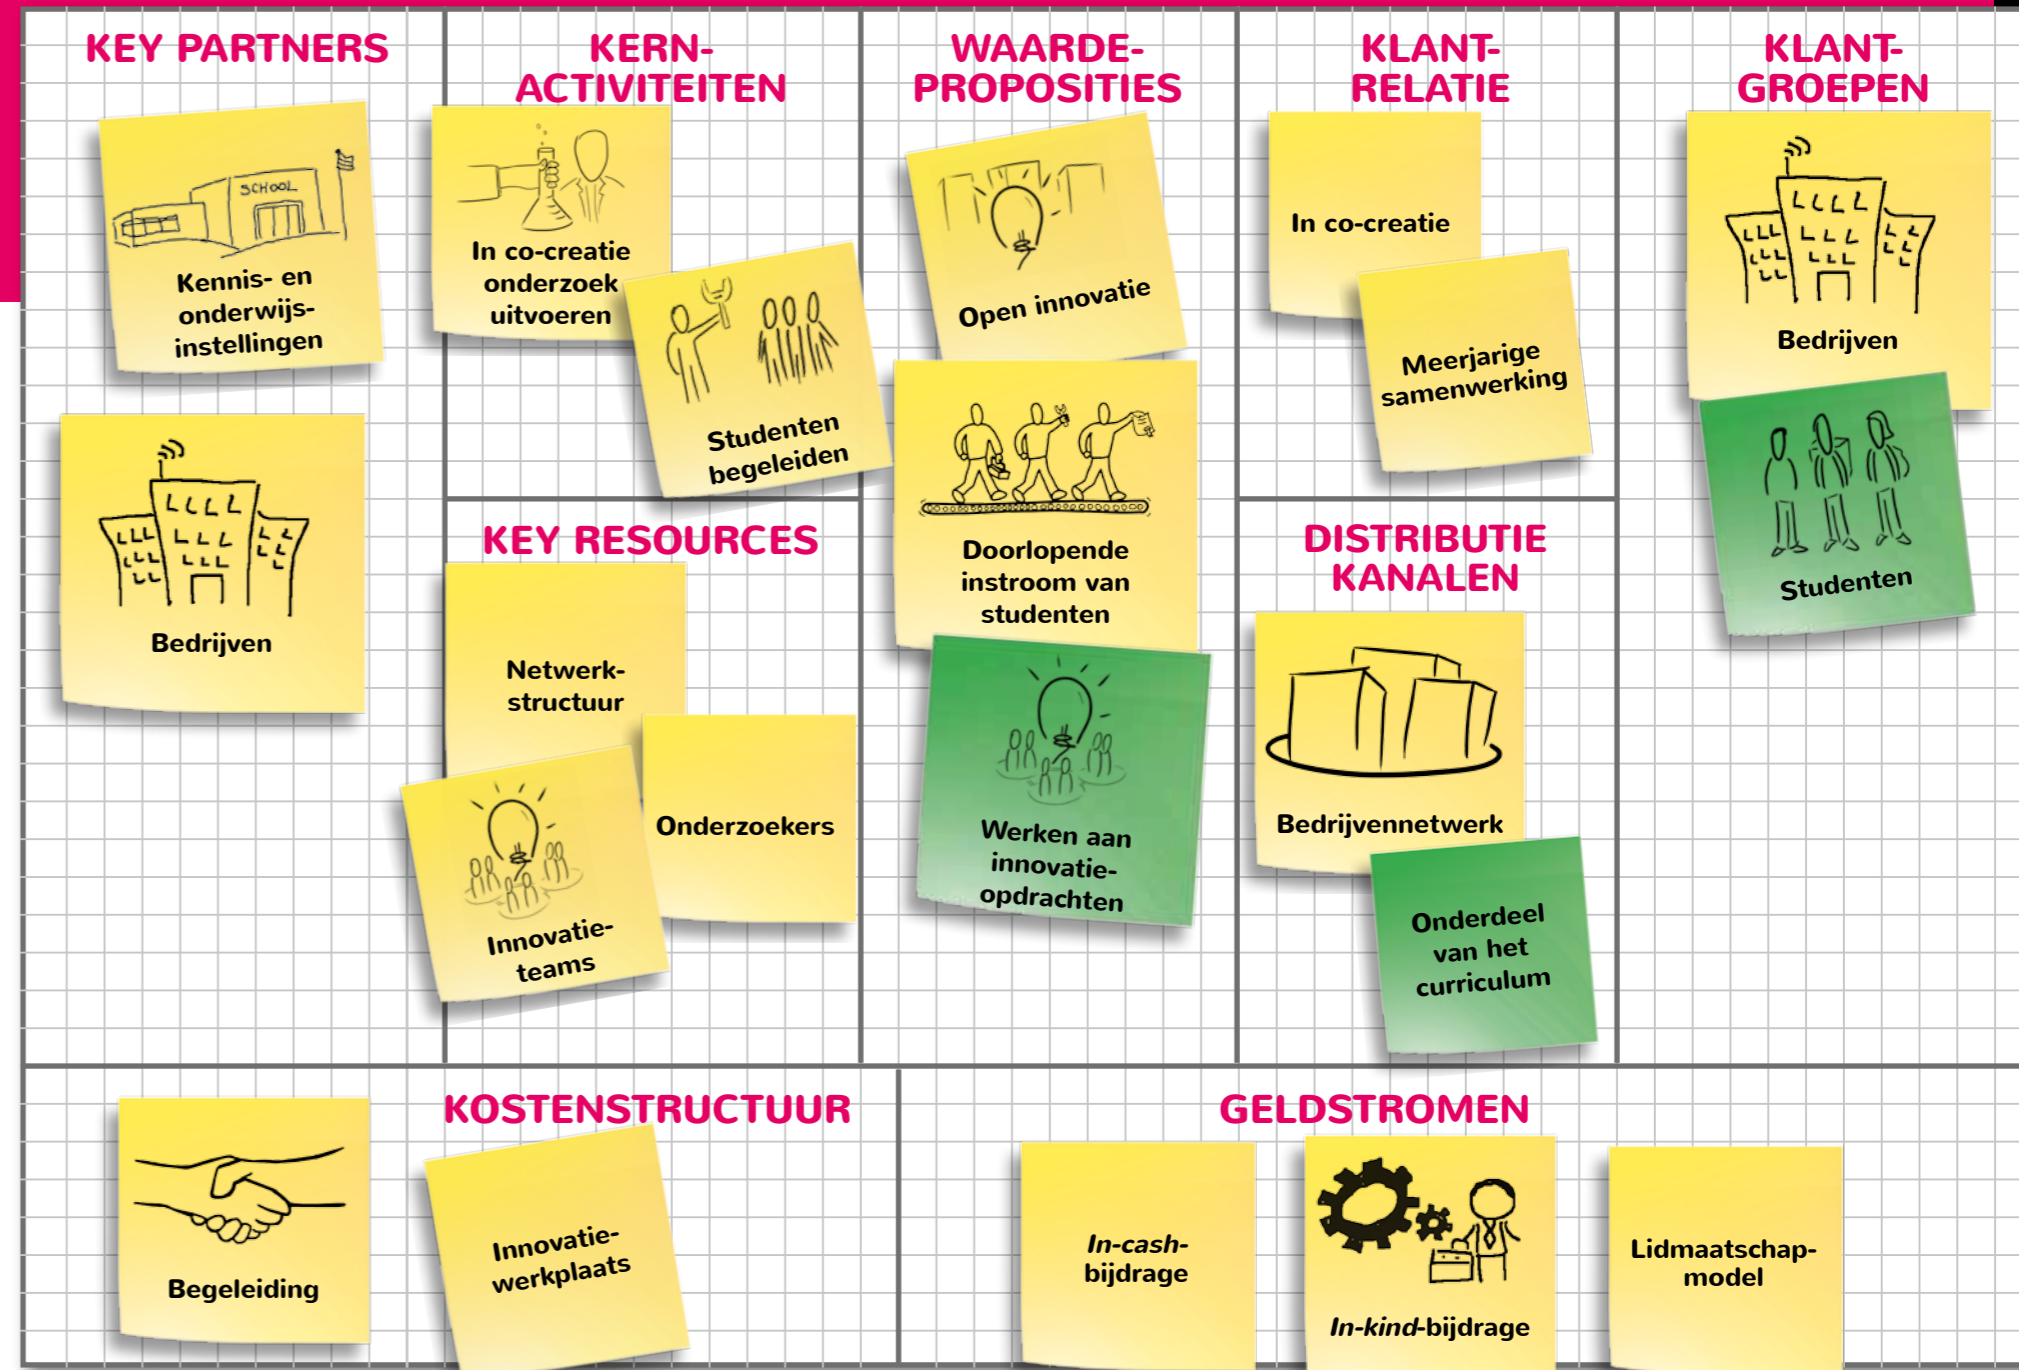 KEY PARTNERS
SCHOOL
Kennis- en
onderwijs-
instellingen
Bedrijven
KERN-
ACTIVITEITEN
In co-creatie
onderzoek
uitvoeren
Studenten
begeleiden
KEY RESOURCES
Netwerk-
structuur
Onderzoekers
Innovatie-
teams
WAARDE-
PROPOSITIES
Open innovatie
Doorlopende
instroom van
studenten
Werken aan
innovatie-
opdrachten
KLANT-
RELATIE
In co-creatie
Meerjarige
samenwerking
DISTRIBUTIE
KANALEN
Bedrijvennetwerk
Onderdeel
van het
curriculum
KLANT-
GROEPEN
Bedrijven
Studenten
KOSTENSTRUCTUUR
Begeleiding
Innovatie-
werkplaats
GELDSTROMEN
In-cash-
bijdrage
In-kind-bijdrage
Lidmaatschap-
model